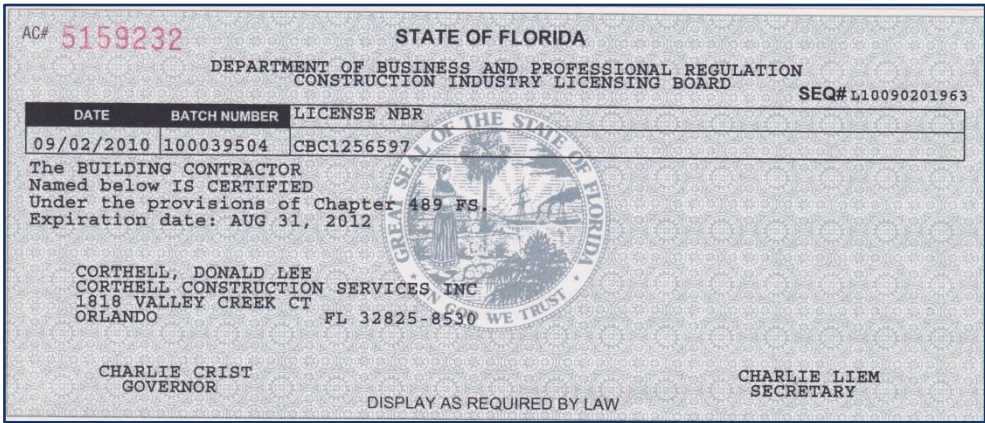 AC# 5159232
STATE OF FLORIDA
DEPARTMENT OF BUSINESS AND PROFESSIONAL REGULATION
CONSTRUCTION INDUSTRY LICENSING BOARD
SEQ# L10090201963
DATE BATCH NUMBER LICENSE NBR
09/02/2010 100039504 CBC1256597
The BUILDING CONTRACTOR
Named below IS CERTIFIED
Under the provisions of Chapter 489 FS.
Expiration date: AUG 31, 2012
GREAT SEAL OF THE STATE OF FLORIDA
IN GOD WE TRUST
CORTHELL, DONALD LEE
CORTHELL CONSTRUCTION SERVICES INC
1818 VALLEY CREEK CT
ORLANDO FL 32825-8530
CHARLIE CRIST
GOVERNOR
CHARLIE LIEM
SECRETARY
DISPLAY AS REQUIRED BY LAW